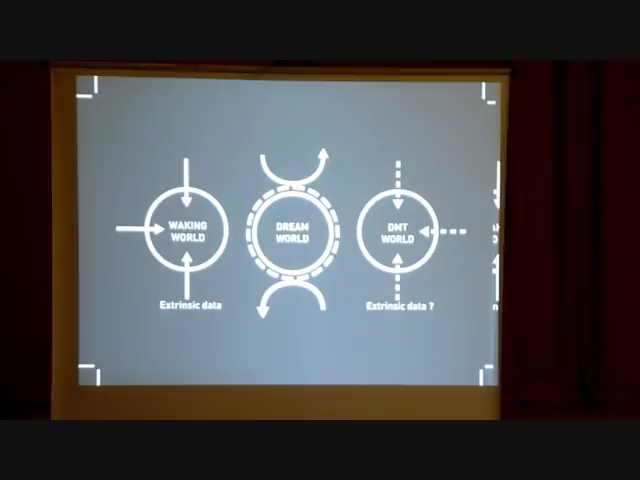 WAKING
WORLD
DREAM
WORLD
DMT
WORLD
Extrinsic data
Extrinsic data ?